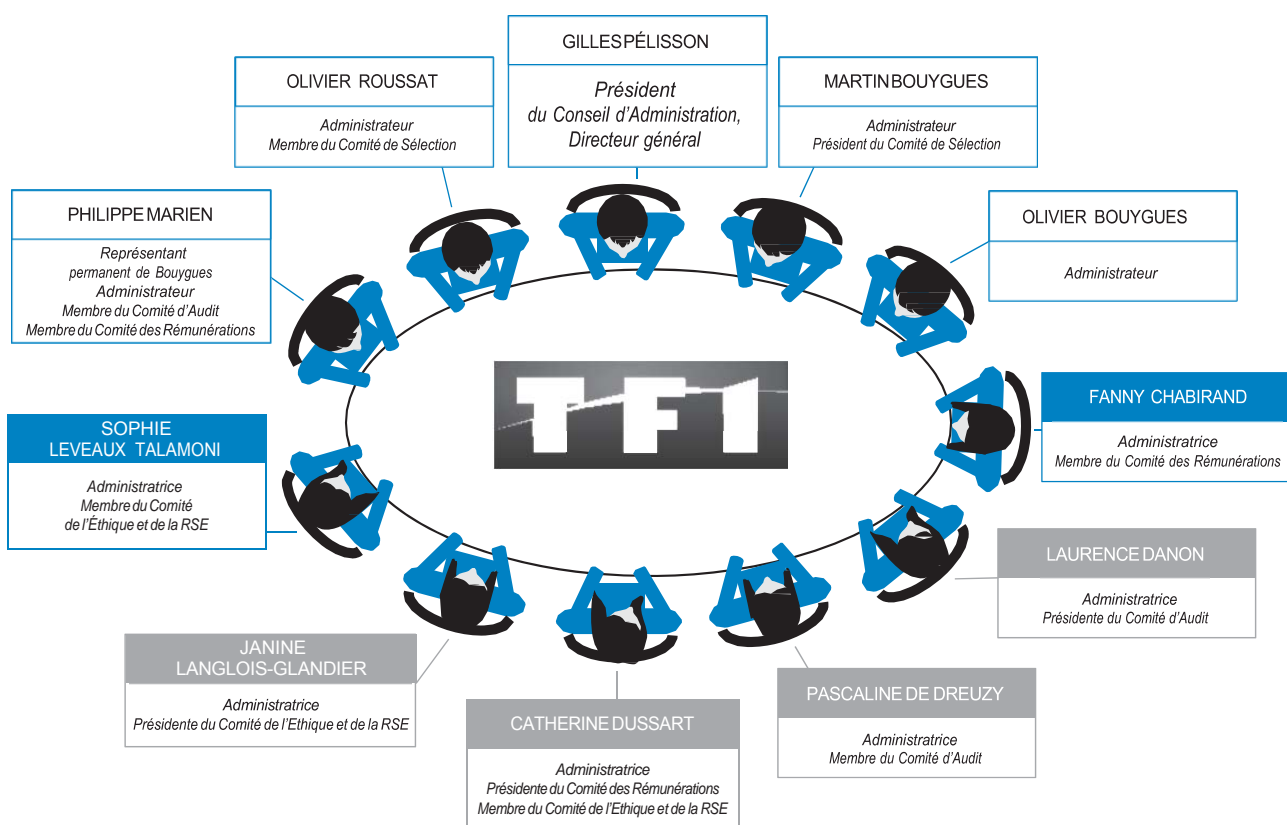 GILLES PÉLISSON
Président
du Conseil d'Administration,
Directeur général
OLIVIER ROUSSAT
Administrateur
Membre du Comité de Sélection
MARTIN BOUYGUES
Administrateur
Président du Comité de Sélection
PHILIPPE MARIEN
Représentant
permanent de Bouygues
Administrateur
Membre du Comité d'Audit
Membre du Comité des Rémunérations
OLIVIER BOUYGUES
Administrateur
TF1
FANNY CHABIRAND
Administratrice
Membre du Comité des Rémunérations
SOPHIE
LEVEAUX TALAMONI
Administratrice
Membre du Comité
de l'Éthique et de la RSE
LAURENCE DANON
Administratrice
Présidente du Comité d'Audit
JANINE
LANGLOIS-GLANDIER
Administratrice
Présidente du Comité de l'Ethique et de la RSE
PASCALINE DE DREUZY
Administratrice
Membre du Comité d'Audit
CATHERINE DUSSART
Administratrice
Présidente du Comité des Rémunérations
Membre du Comité de l'Ethique et de la RSE